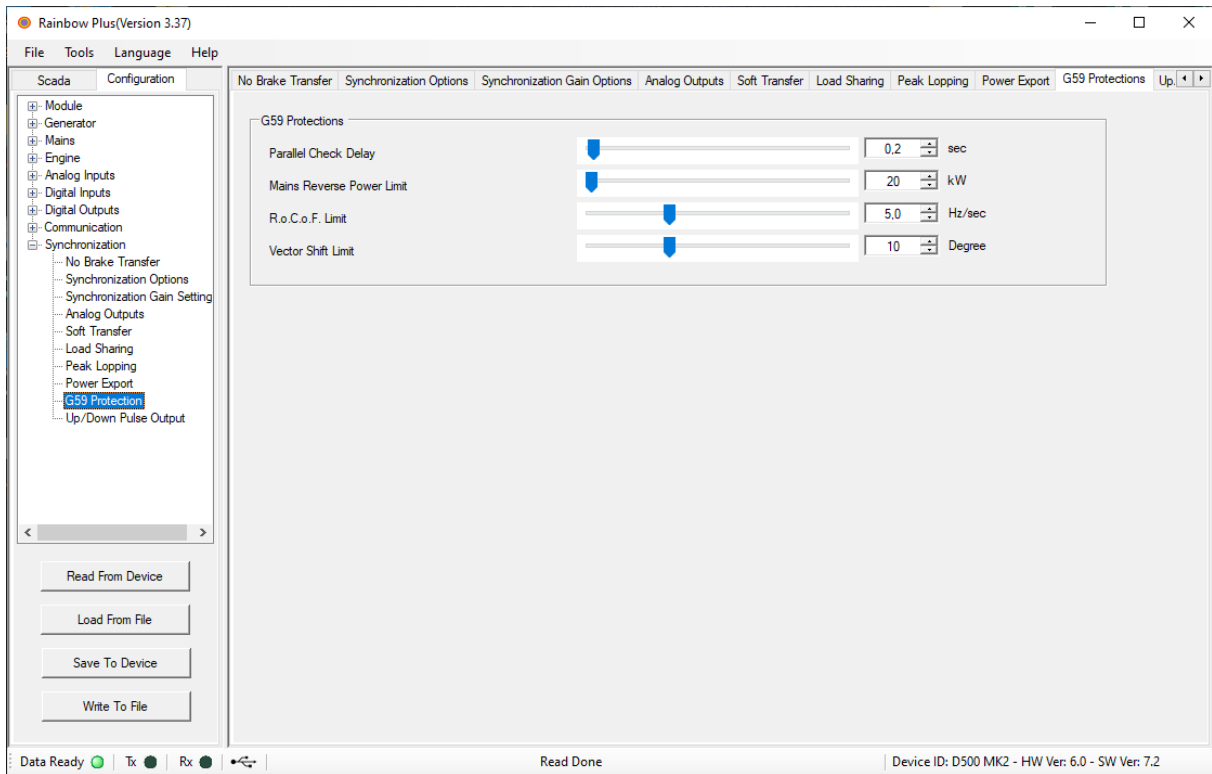 Rainbow Plus(Version 3.37)
File Tools Language Help
Scada Configuration
No Brake Transfer Synchronization Options Synchronization Gain Options Analog Outputs Soft Transfer Load Sharing Peak Lopping Power Export G59 Protections Up.
Module
Generator
Mains
Engine
Analog Inputs
Digital Inputs
Digital Outputs
Communication
Synchronization
No Brake Transfer
Synchronization Options
Synchronization Gain Setting
Analog Outputs
Soft Transfer
Load Sharing
Peak Lopping
Power Export
G59 Protection
Up/Down Pulse Output
G59 Protections
Parallel Check Delay 0,2 sec
Mains Reverse Power Limit 20 kW
R.o.C.o.F. Limit 5,0 Hz/sec
Vector Shift Limit 10 Degree
Read From Device
Load From File
Save To Device
Write To File
Data Ready Tx Rx Read Done Device ID: D500 MK2 - HW Ver: 6.0 - SW Ver: 7.2